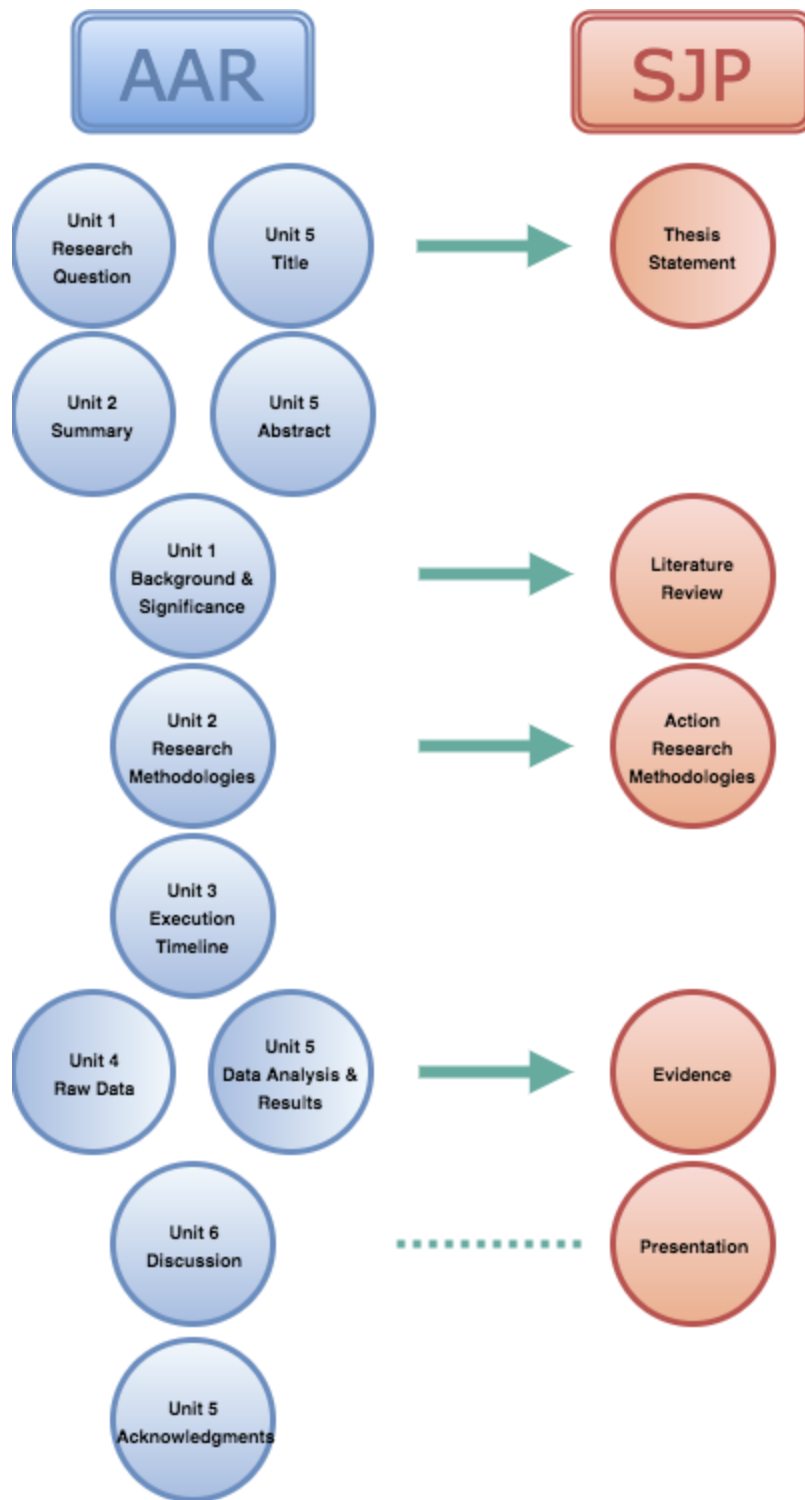 AAR
SJP
Unit 1
Research
Question
Unit 5
Title
Thesis
Statement
Unit 2
Summary
Unit 5
Abstract
Unit 1
Background &
Significance
Literature
Review
Unit 2
Research
Methodologies
Action
Research
Methodologies
Unit 3
Execution
Timeline
Unit 4
Raw Data
Unit 5
Data Analysis &
Results
Evidence
Unit 6
Discussion
Presentation
Unit 5
Acknowledgments